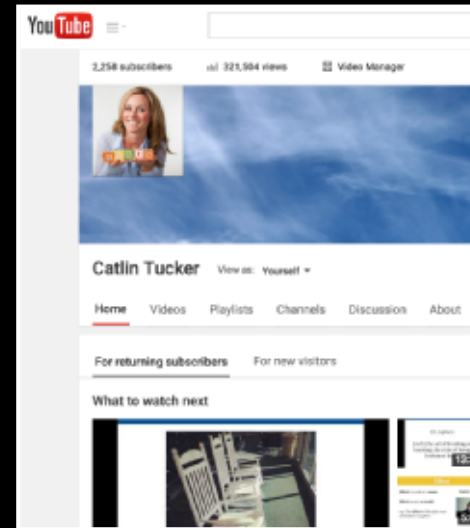 YouTube
2,258 subscribers 321,504 views Video Manager
Catlin Tucker View as: Yourself
Home Videos Playlists Channels Discussion About
For returning subscribers For new visitors
What to watch next